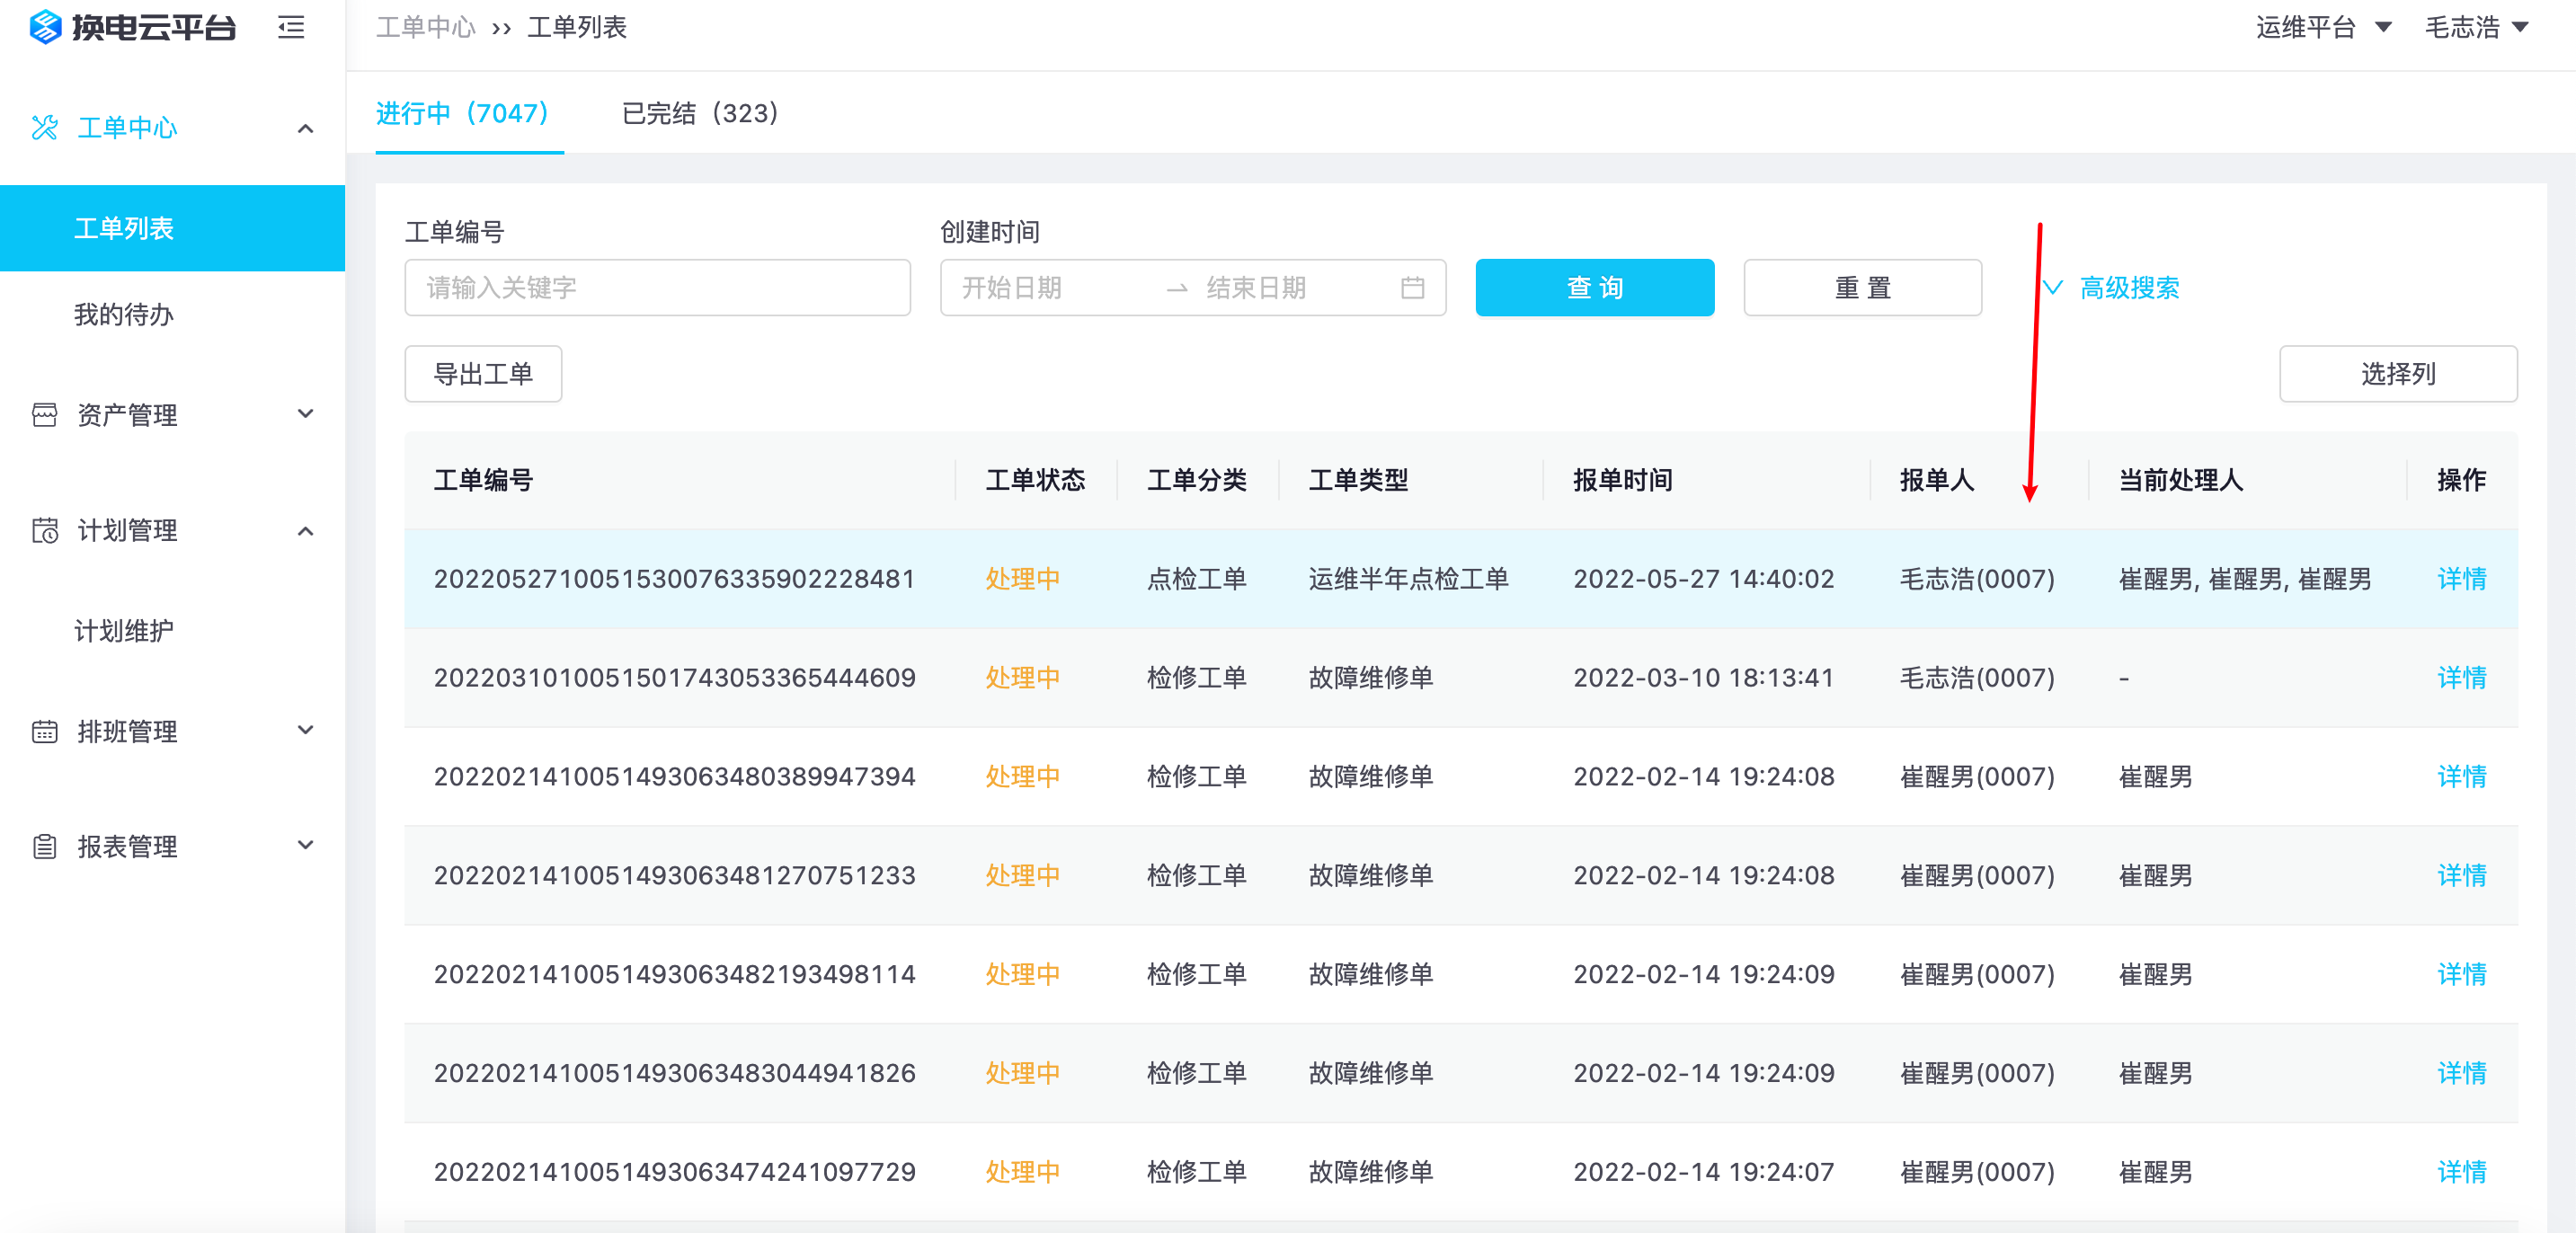 换电云平台
工单中心 ›› 工单列表
运维平台
毛志浩
工单中心
工单列表
我的待办
资产管理
计划管理
计划维护
排班管理
报表管理
进行中（7047）
已完结（323）
工单编号
创建时间
请输入关键字
开始日期 → 结束日期
查 询
重 置
高级搜索
导出工单
选择列
工单编号 工单状态 工单分类 工单类型 报单时间 报单人 当前处理人 操作
2022052710051530076335902228481 处理中 点检工单 运维半年点检工单 2022-05-27 14:40:02 毛志浩(0007) 崔醒男, 崔醒男, 崔醒男 详情
2022031010051501743053365444609 处理中 检修工单 故障维修单 2022-03-10 18:13:41 毛志浩(0007) - 详情
2022021410051493063480389947394 处理中 检修工单 故障维修单 2022-02-14 19:24:08 崔醒男(0007) 崔醒男 详情
2022021410051493063481270751233 处理中 检修工单 故障维修单 2022-02-14 19:24:08 崔醒男(0007) 崔醒男 详情
2022021410051493063482193498114 处理中 检修工单 故障维修单 2022-02-14 19:24:09 崔醒男(0007) 崔醒男 详情
2022021410051493063483044941826 处理中 检修工单 故障维修单 2022-02-14 19:24:09 崔醒男(0007) 崔醒男 详情
2022021410051493063474241097729 处理中 检修工单 故障维修单 2022-02-14 19:24:07 崔醒男(0007) 崔醒男 详情